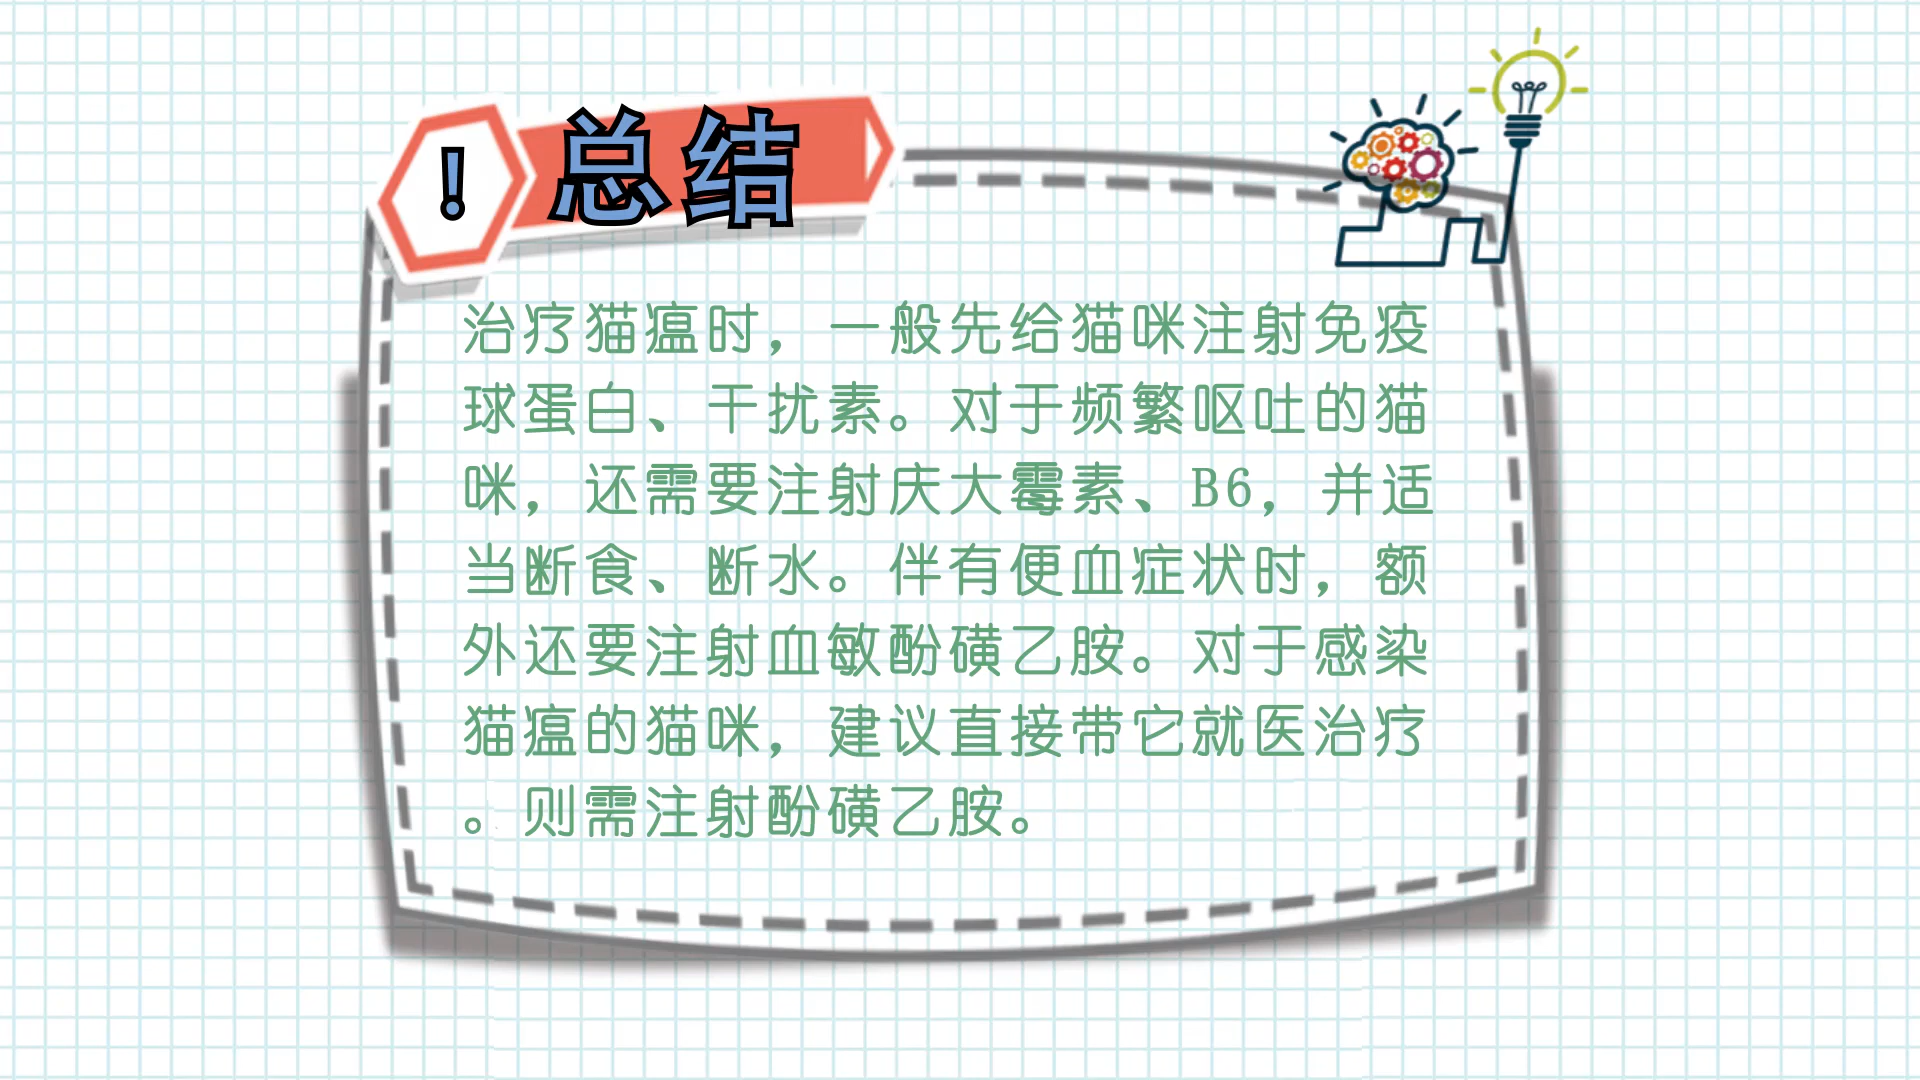 ！总结
治疗猫瘟时，一般先给猫咪注射免疫
球蛋白、干扰素。对于频繁呕吐的猫
咪，还需要注射庆大霉素、B6，并适
当断食、断水。伴有便血症状时，额
外还要注射血敏酚磺乙胺。对于感染
猫瘟的猫咪，建议直接带它就医治疗
。则需注射酚磺乙胺。